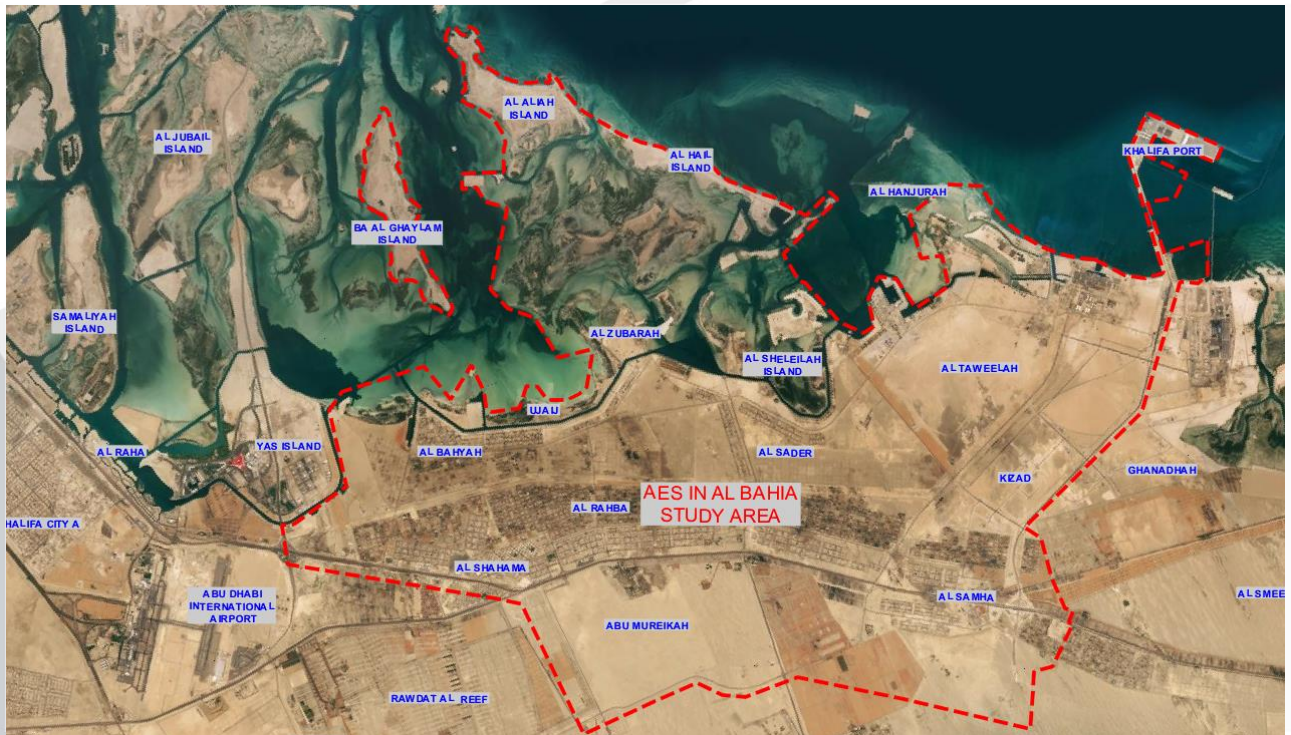 AL ALIAH
ISLAND
AL JUBAIL
ISLAND
KHALIFA PORT
AL HAIL
ISLAND
AL HANJURAH
BA AL GHAYLAM
ISLAND
SAMALIYAH
ISLAND
AL ZUBARAH
AL SHELEILAH
ISLAND
AL TAWEELAH
UJAIJ
YAS ISLAND
AL RAHA
AL BAHYAH
AL SADER
GHANADHAH
KIZAD
AES IN AL BAHIA
STUDY AREA
AL RAHBA
HALIFA CITY A
AL SHAHAMA
ABU DHABI
INTERNATIONAL
AIRPORT
AL SAMHA
AL SMEE
ABU MUREIKAH
RAWDAT AL REEF